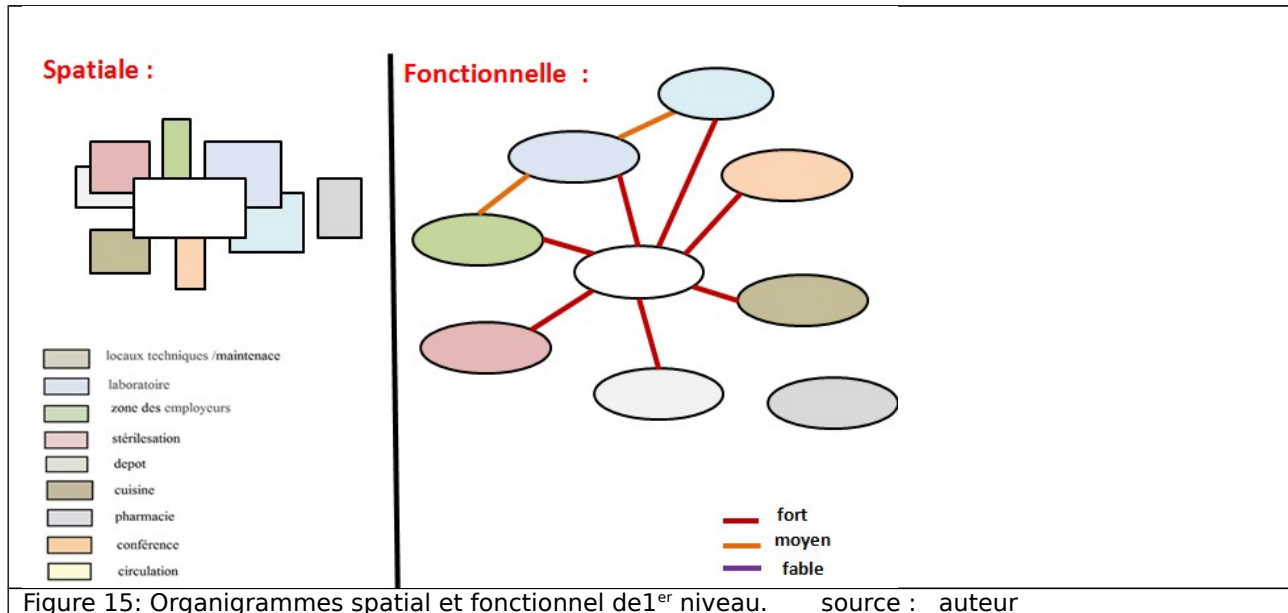 Spatiale :
Fonctionnelle :
locaux techniques /maintenace
laboratoire
zone des employeurs
stérilesation
depot
cuisine
pharmacie
conférence
circulation
fort
moyen
fable
Figure 15: Organigrammes spatial et fonctionnel de1er niveau. source : auteur